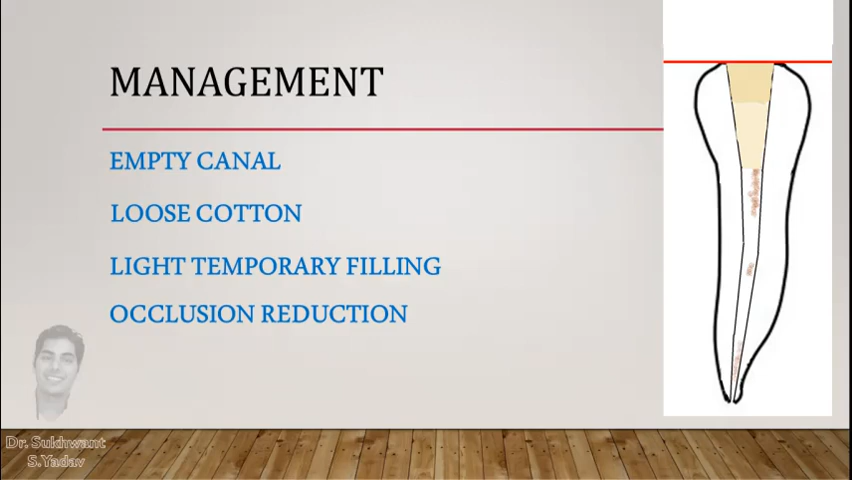 MANAGEMENT
EMPTY CANAL
LOOSE COTTON
LIGHT TEMPORARY FILLING
OCCLUSION REDUCTION
Dr. Sukhwant
S.Yadav